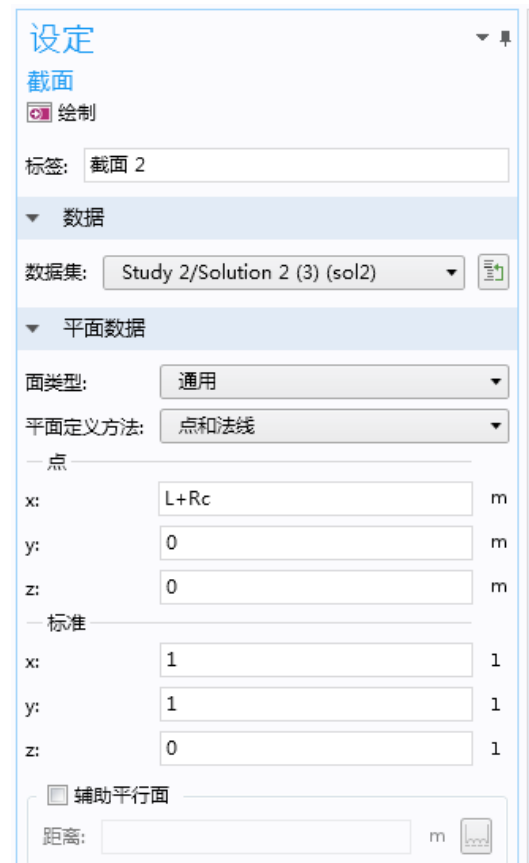 设定
截面
绘制
标签: 截面 2
数据
数据集: Study 2/Solution 2 (3) (sol2)
平面数据
面类型: 通用
平面定义方法: 点和法线
点
x: L+Rc m
y: 0 m
z: 0 m
标准
x: 1 1
y: 1 1
z: 0 1
辅助平行面
距离: m